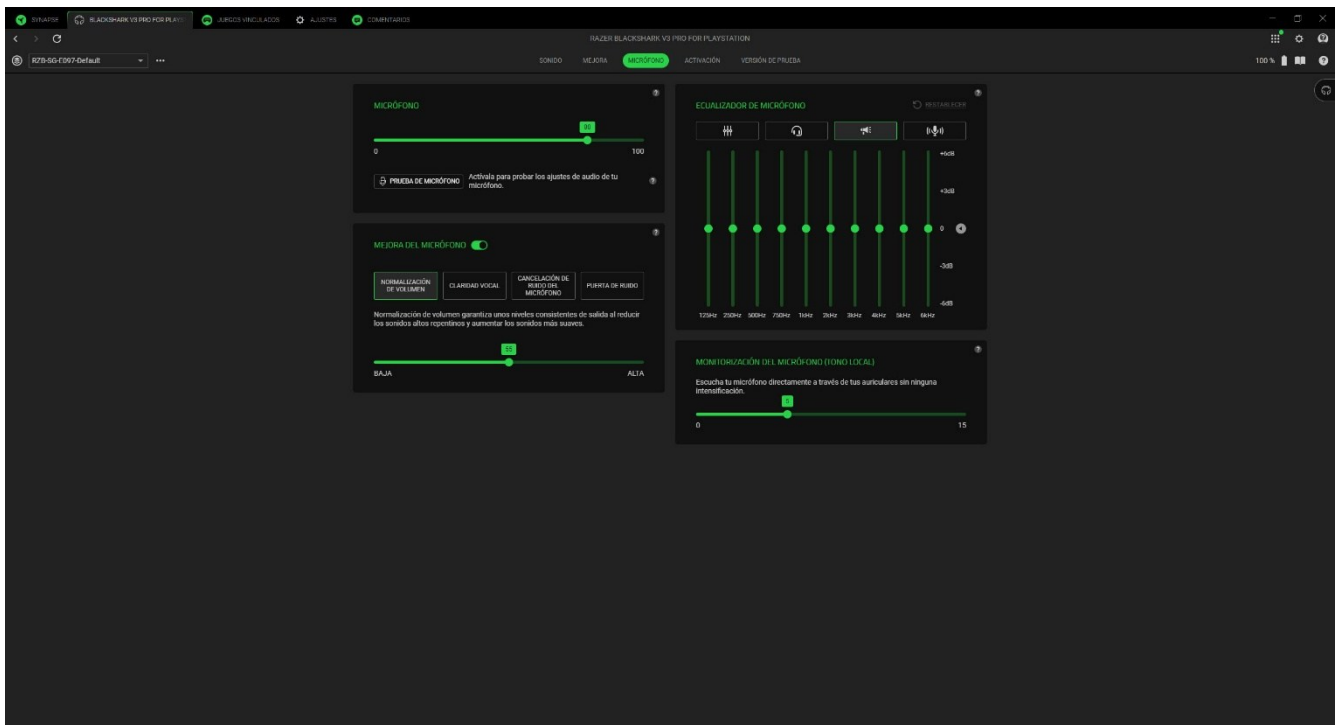 SYNAPSE
BLACKSHARK V3 PRO FOR PLAY
JUEGOS VINCULADOS
AJUSTES
COMENTARIOS
RAZER BLACKSHARK V3 PRO FOR PLAYSTATION
RZB-SG-E097-Default
SONIDO
MEJORA
MICRÓFONO
ACTIVACIÓN
VERSIÓN DE PRUEBA
100 %
MICRÓFONO
0
100
PRUEBA DE MICRÓFONO
Actívala para probar los ajustes de audio de tu
micrófono.
MEJORA DEL MICRÓFONO
NORMALIZACIÓN
DE VOLUMEN
CLARIDAD VOCAL
CANCELACIÓN DE
RUIDO DEL
MICRÓFONO
PUERTA DE RUIDO
Normalización de volumen garantiza unos niveles consistentes de salida al reducir
los sonidos altos repentinos y aumentar los sonidos más suaves.
BAJA
ALTA
ECUALIZADOR DE MICRÓFONO
RESTABLECER
+6dB
+3dB
0
-3dB
-6dB
125Hz 250Hz 500Hz 750Hz 1kHz 2kHz 3kHz 4kHz 5kHz 6kHz
MONITORIZACIÓN DEL MICRÓFONO (TONO LOCAL)
Escucha tu micrófono directamente a través de tus auriculares sin ninguna
intensificación.
0
15